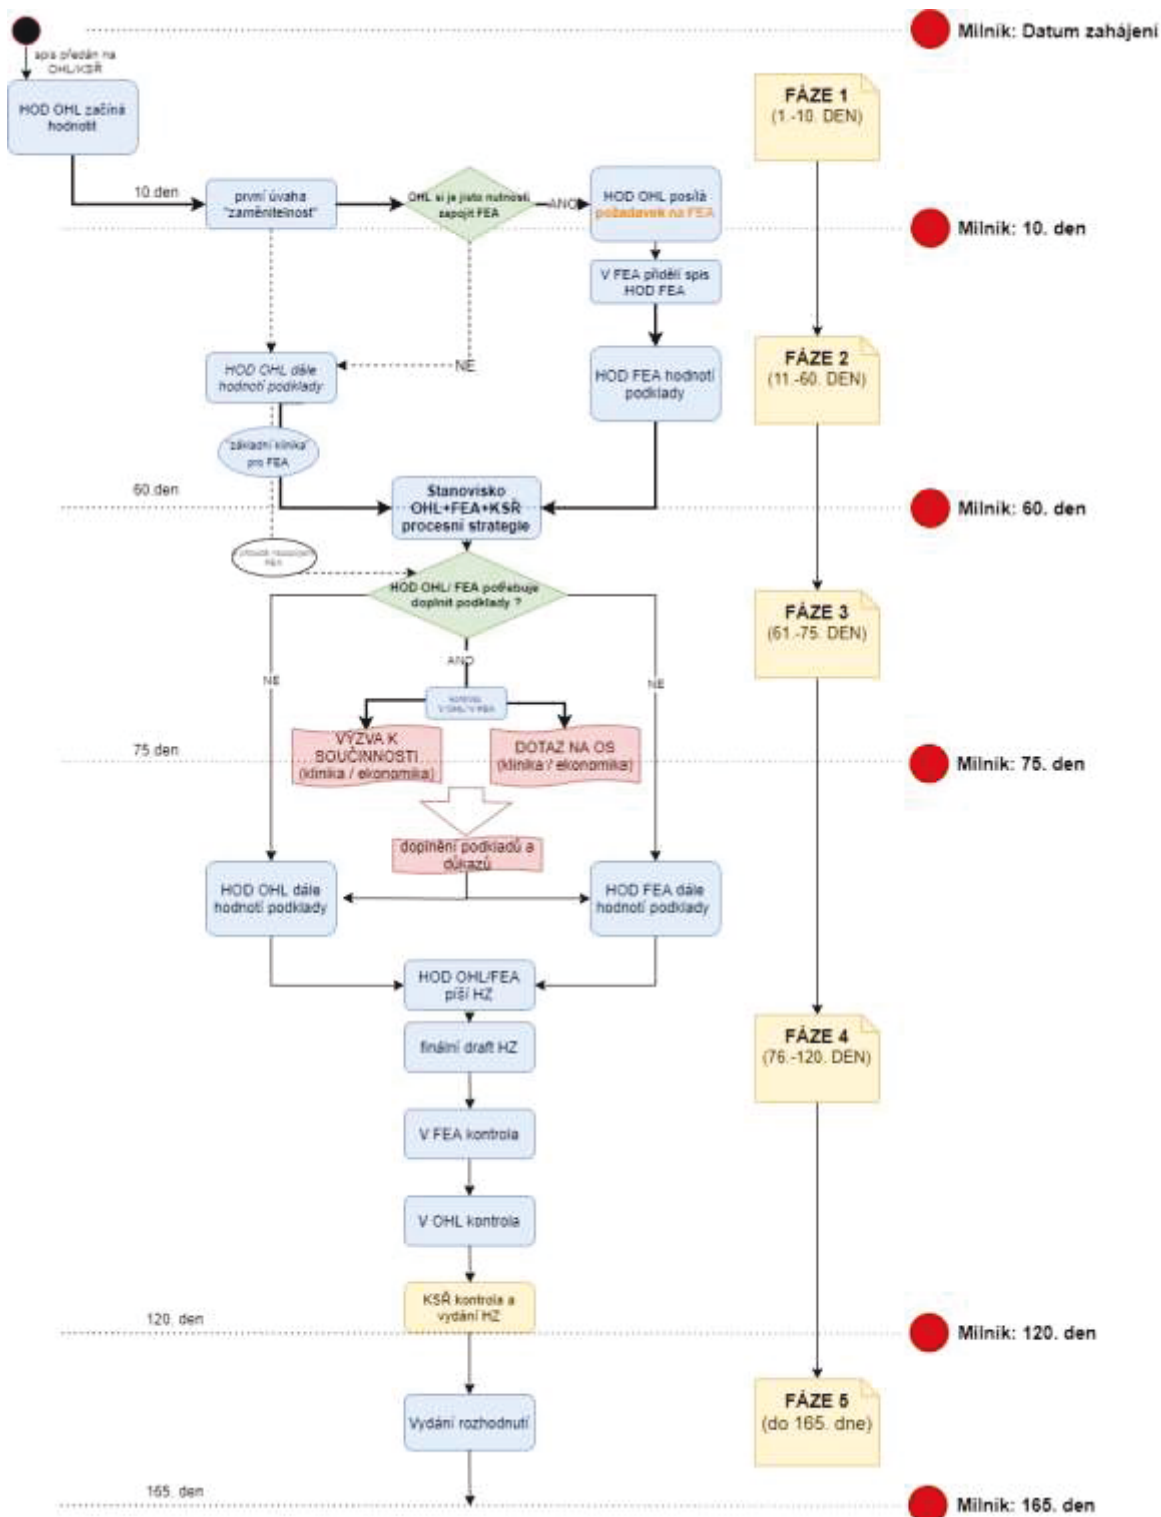 Milník: Datum zahájení
spis předán na
OHL/KSŘ
HOD OHL začíná
hodnotit
FÁZE 1
(1.-10. DEN)
10.den
první úvaha
"zaměnitelnost"
OHL si je jisto nutností
zapojit FEA
ANO
HOD OHL posílá
požadavek na FEA
Milník: 10. den
V FEA přidělí spis
HOD FEA
NE
HOD OHL dále
hodnotí podklady
HOD FEA hodnotí
podklady
FÁZE 2
(11.-60. DEN)
"základní klinika"
pro FEA
60.den
Stanovisko
OHL+FEA+KSŘ
procesní strategie
Milník: 60. den
FEA
HOD OHL/ FEA potřebuje
doplnit podklady ?
FÁZE 3
(61.-75. DEN)
ANO
NE
NE
V OHL/ V FEA
VÝZVA K
SOUČINNOSTI
(klinika / ekonomika)
DOTAZ NA OS
(klinika / ekonomika)
75 den
Milník: 75. den
doplnění podkladů a
důkazů
HOD OHL dále
hodnotí podklady
HOD FEA dále
hodnotí podklady
HOD OHL/FEA
píší HZ
finální draft HZ
FÁZE 4
(76.-120. DEN)
V FEA kontrola
V OHL kontrola
KSŘ kontrola a
vydání HZ
120. den
Milník: 120. den
Vydání rozhodnutí
FÁZE 5
(do 165. dne)
165. den
Milník: 165. den